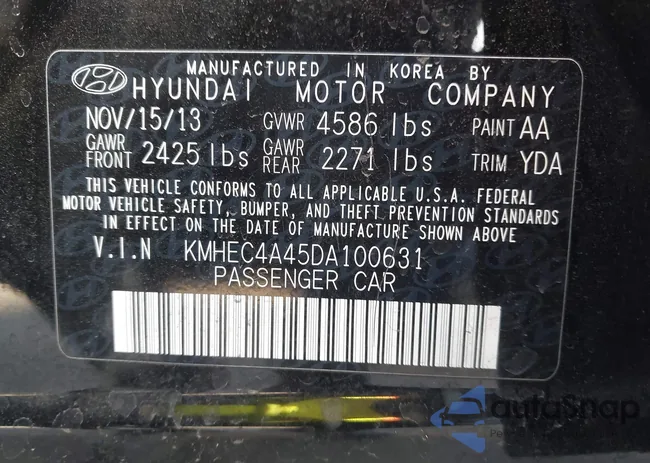 MANUFACTURED IN KOREA BY
HYUNDAI MOTOR COMPANY
NOV/15/13 GVWR 4586 lbs PAINT AA
GAWR FRONT 2425 lbs GAWR REAR 2271 lbs TRIM YDA
THIS VEHICLE CONFORMS TO ALL APPLICABLE U.S.A. FEDERAL
MOTOR VEHICLE SAFETY, BUMPER, AND THEFT PREVENTION STANDARDS
IN EFFECT ON THE DATE OF MANUFACTURE SHOWN ABOVE
V.I.N KMHEC4A45DA100631
PASSENGER CAR
autoSnap